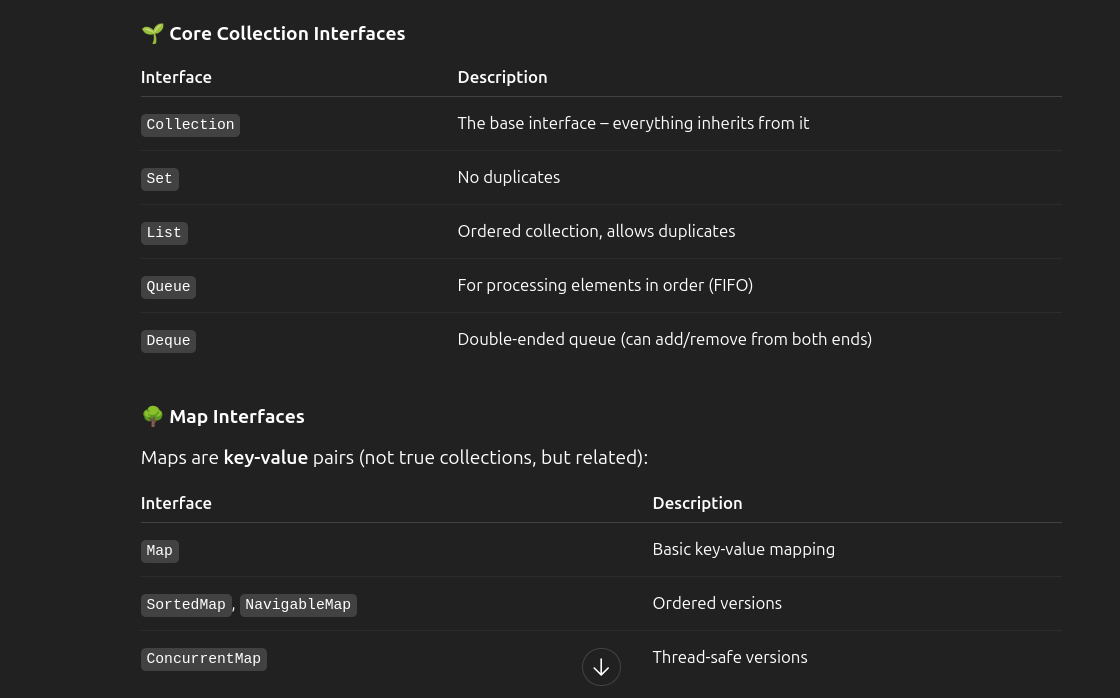 🌱 Core Collection Interfaces
Interface Description
Collection The base interface – everything inherits from it
Set No duplicates
List Ordered collection, allows duplicates
Queue For processing elements in order (FIFO)
Deque Double-ended queue (can add/remove from both ends)
🌳 Map Interfaces
Maps are key-value pairs (not true collections, but related):
Interface Description
Map Basic key-value mapping
SortedMap, NavigableMap Ordered versions
ConcurrentMap Thread-safe versions